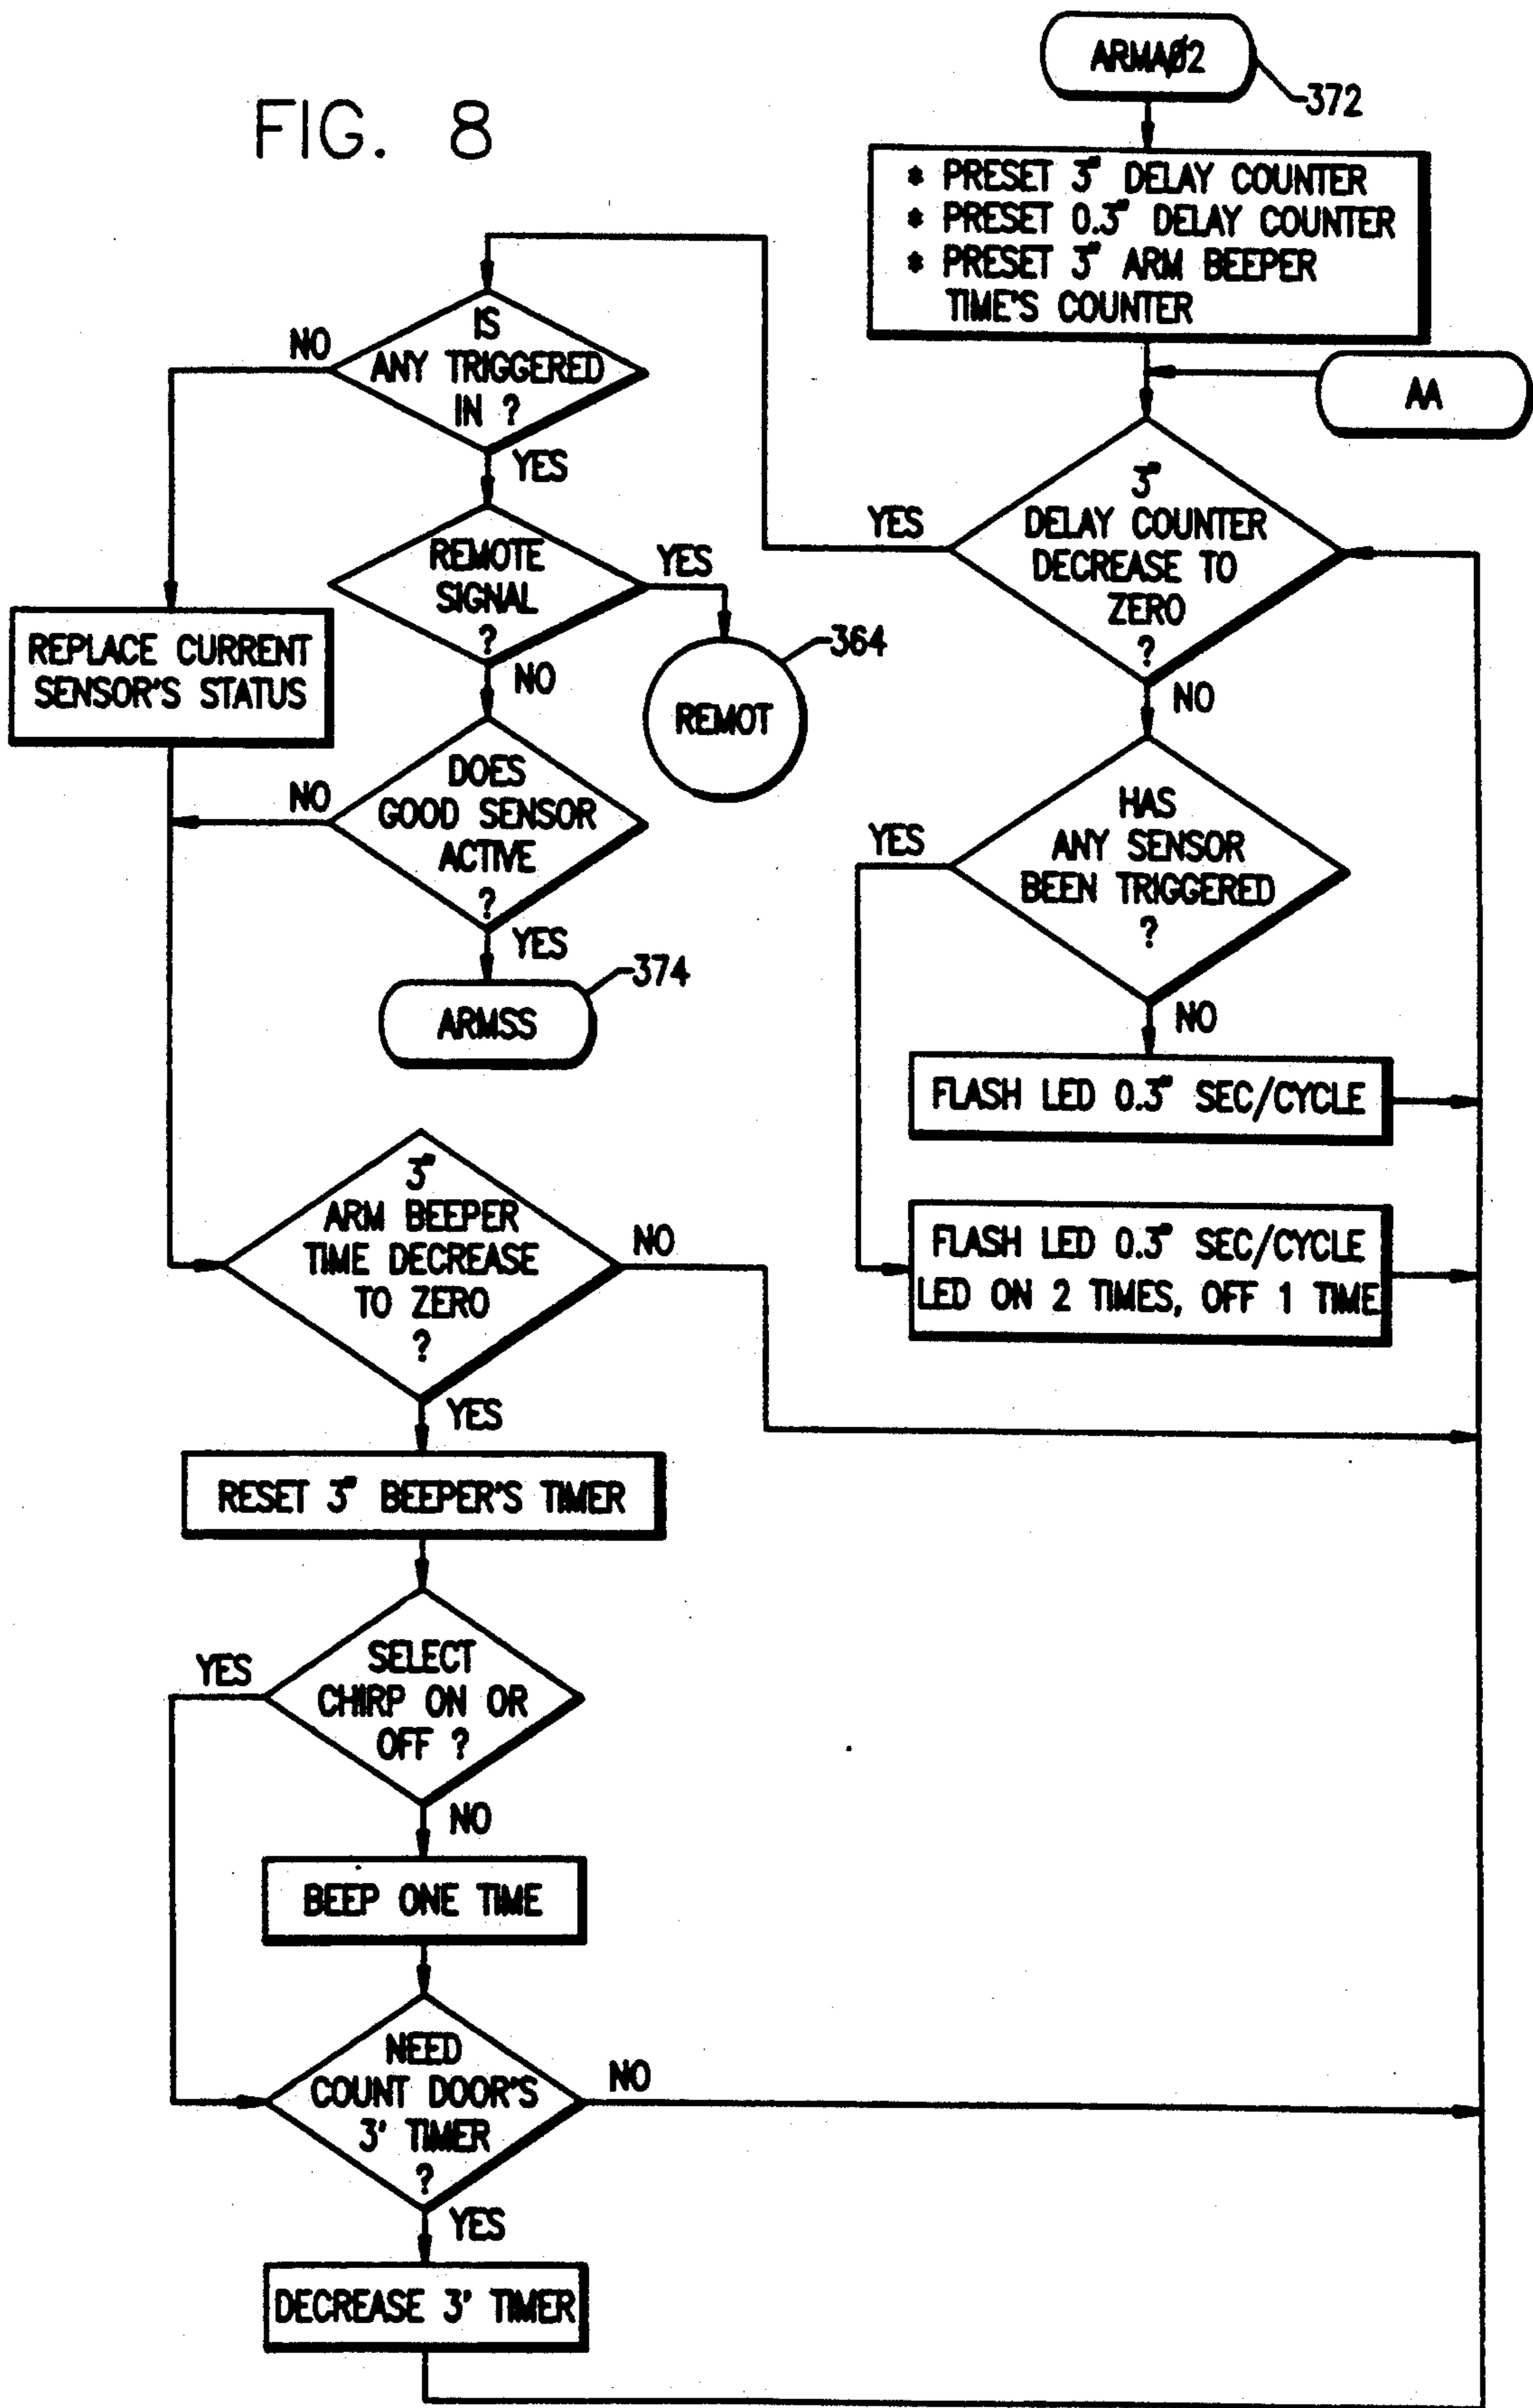 FIG. 8
ARMAØ2
372
* PRESET 3" DELAY COUNTER
* PRESET 0.3" DELAY COUNTER
* PRESET 3" ARM BEEPER
TIME'S COUNTER
AA
3"
DELAY COUNTER
DECREASE TO
ZERO
?
YES
NO
HAS
ANY SENSOR
BEEN TRIGGERED
?
YES
NO
FLASH LED 0.3" SEC/CYCLE
FLASH LED 0.3" SEC/CYCLE
LED ON 2 TIMES, OFF 1 TIME
IS
ANY TRIGGERED
IN ?
NO
YES
REMOTE
SIGNAL
?
YES
NO
364
REMOT
REPLACE CURRENT
SENSOR'S STATUS
DOES
GOOD SENSOR
ACTIVE
?
NO
YES
374
ARMSS
3"
ARM BEEPER
TIME DECREASE
TO ZERO
?
NO
YES
RESET 3" BEEPER'S TIMER
SELECT
CHIRP ON OR
OFF ?
YES
NO
BEEP ONE TIME
NEED
COUNT DOOR'S
3' TIMER
?
NO
YES
DECREASE 3' TIMER